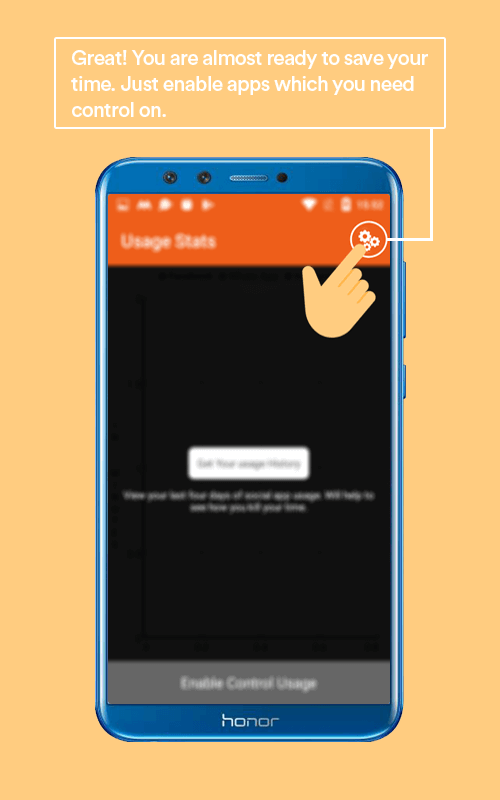 Great! You are almost ready to save your
time. Just enable apps which you need
control on.
Usage Stats
Get Your usage History
View your last four days of social app usage. Will help to
see how you kill your time.
Enable Control Usage
honor